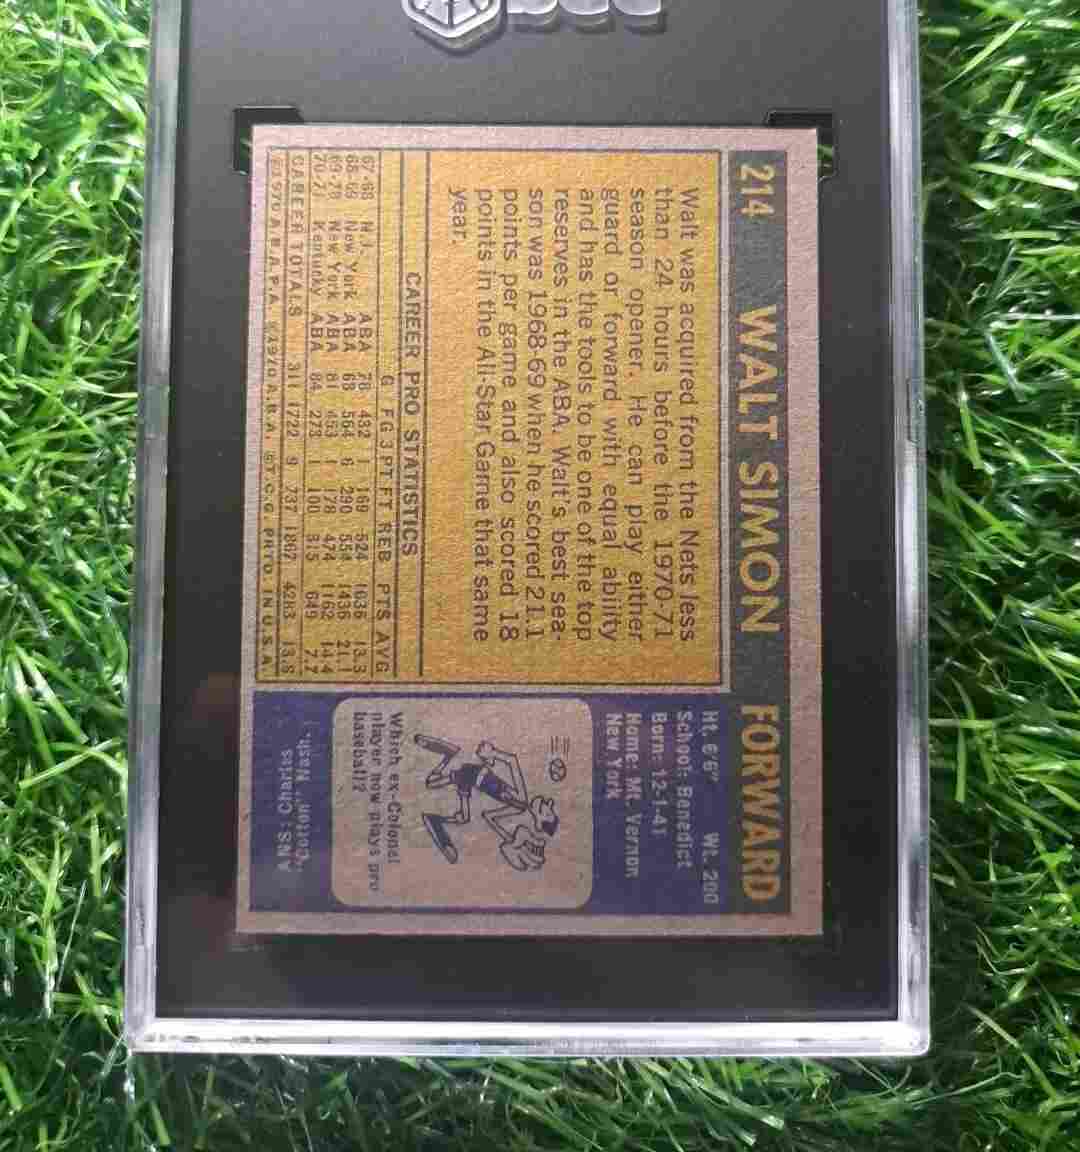 214 WALT SIMON FORWARD
Walt was acquired from the Nets less
than 24 hours before the 1970-71
season opener. He can play either
guard or forward with equal ability
and has the tools to be one of the top
reserves in the ABA. Walt's best sea-
son was 1968-69 when he scored 21.1
points per game and also scored 18
points in the All-Star Game that same
year.
CAREER PRO STATISTICS
G FG 3PT FT REB PTS AVG
67-68 N.J. ABA 78 432 1 169 524 1036 13.3
68-69 New York ABA 69 564 6 290 554 1436 21.1
69-70 New York ABA 81 453 1 178 474 1162 14.4
70-71 Kentucky ABA 84 273 1 100 315 649 7.7
CAREER TOTALS 311 1722 9 737 1867 4283 13.8
©1970 A.B.A.P.A. ©1970 A.B.A. ©T.C.G. PRTD. IN U.S.A.
Ht. 6'6" Wt. 200
School: Benedict
Born: 12-1-41
Home: Mt. Vernon
New York
Which ex-Colonel
player now plays pro
baseball?
ANS: Charles
"Cotton" Nash.